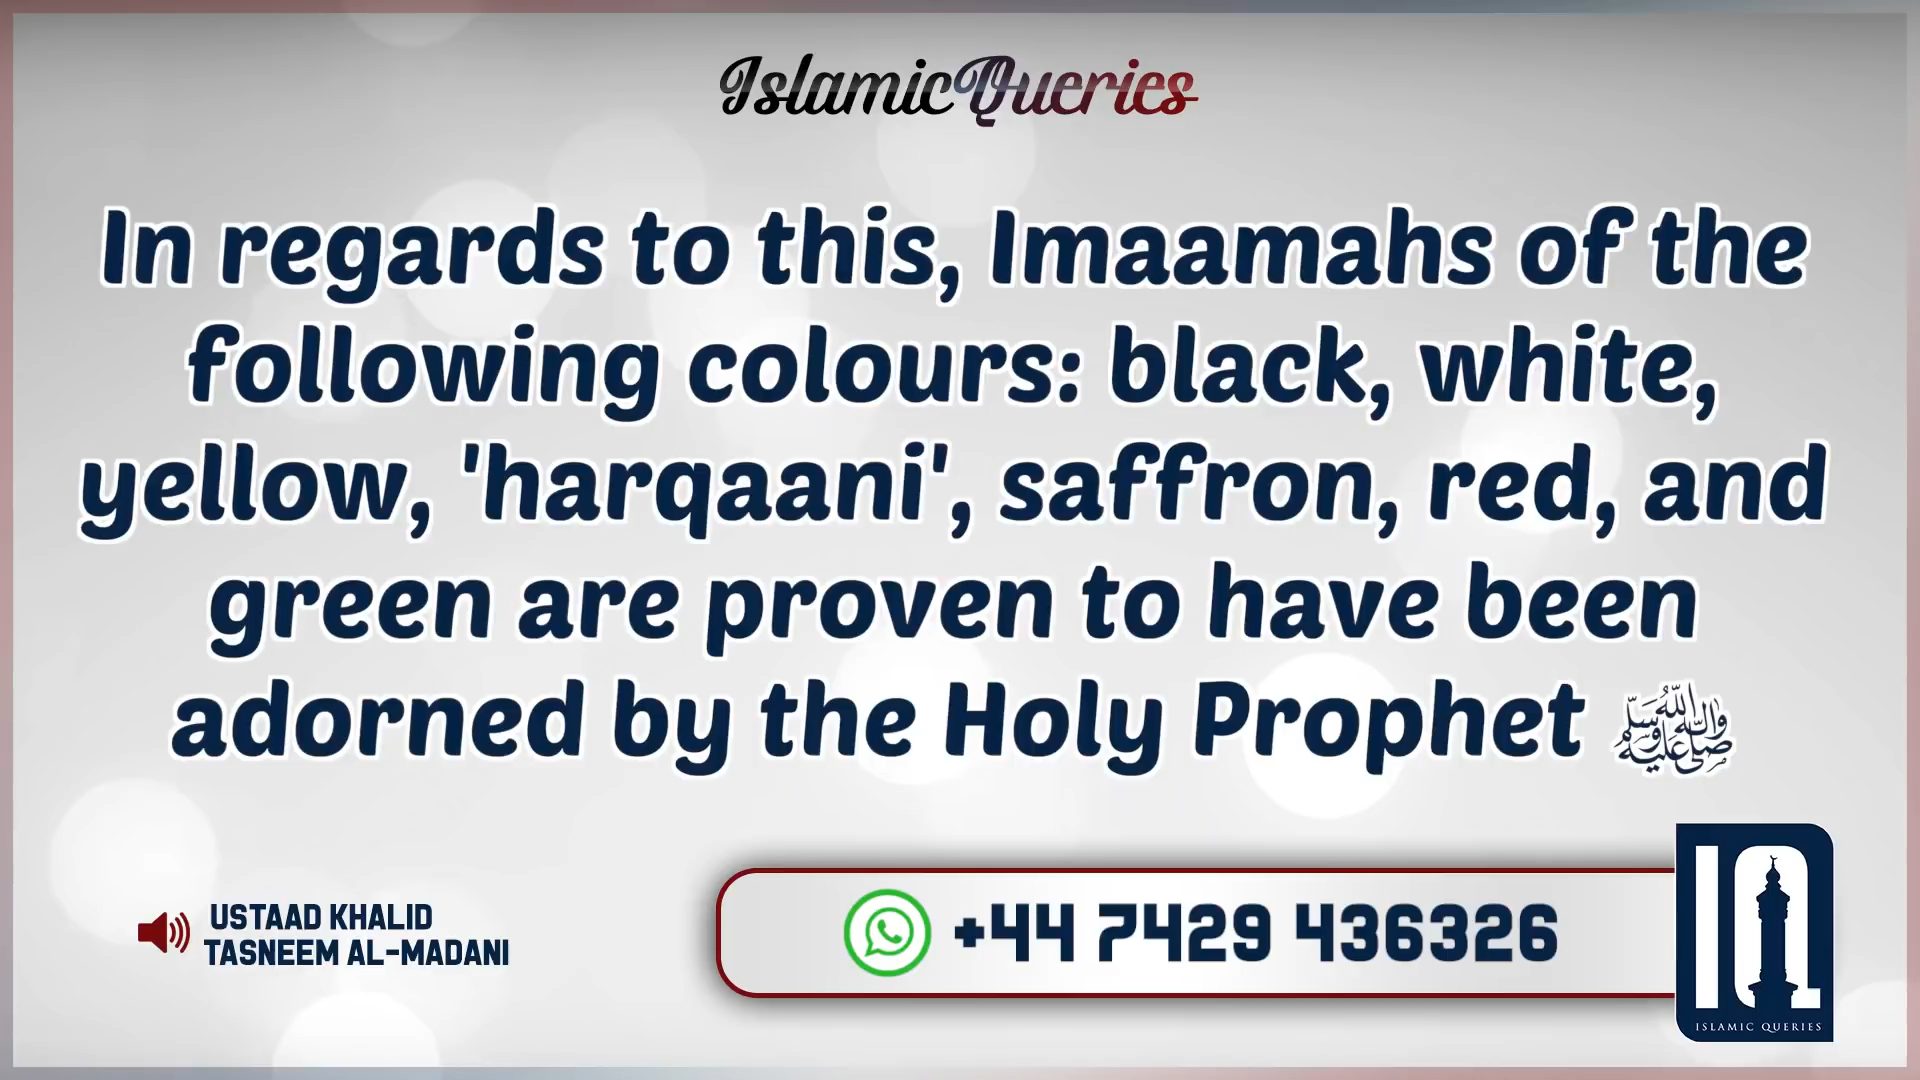 IslamicQueries
In regards to this, Imaamahs of the
following colours: black, white,
yellow, 'harqaani', saffron, red, and
green are proven to have been
adorned by the Holy Prophet ﷺ
USTAAD KHALID
TASNEEM AL-MADANI
+44 7429 436326
IQ
ISLAMIC QUERIES